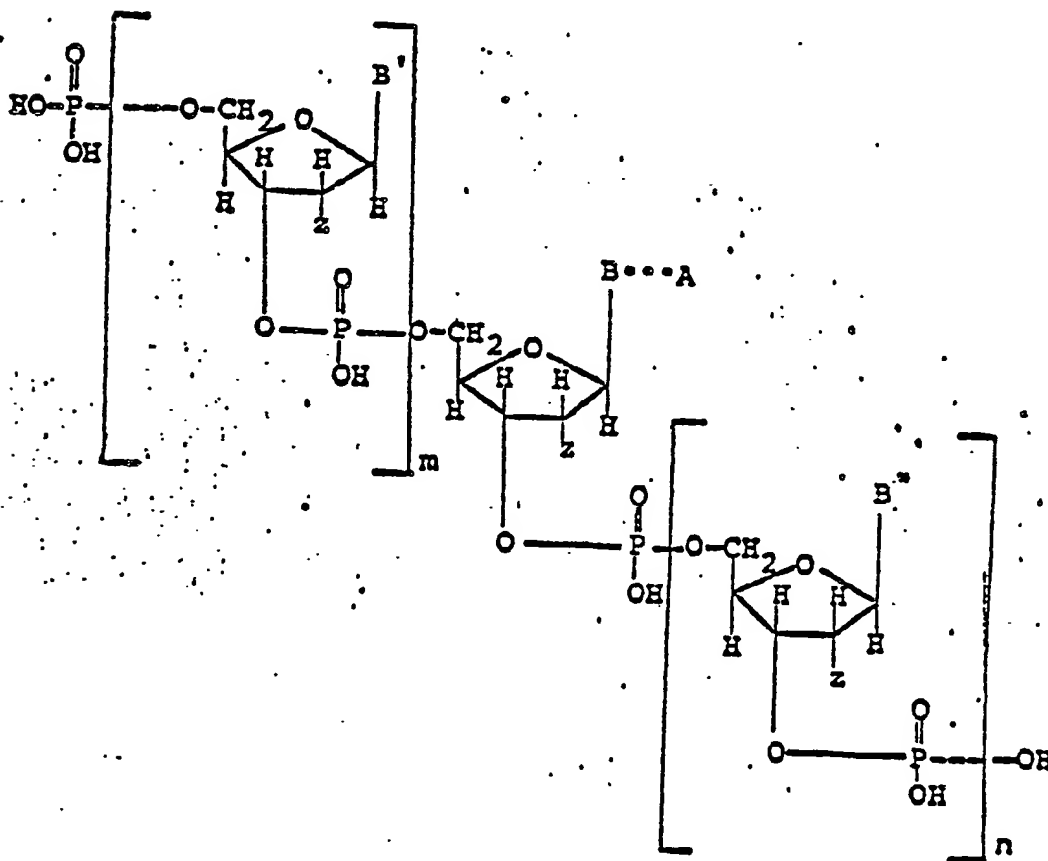 O
B'
HO-P-O-CH2 O
OH H H
H z H
O
O P O-CH2 O
OH
B•••A
H H
H z H
m
O
B"
O P O-CH2 O
OH H H
H z H
O
O P OH
OH
n